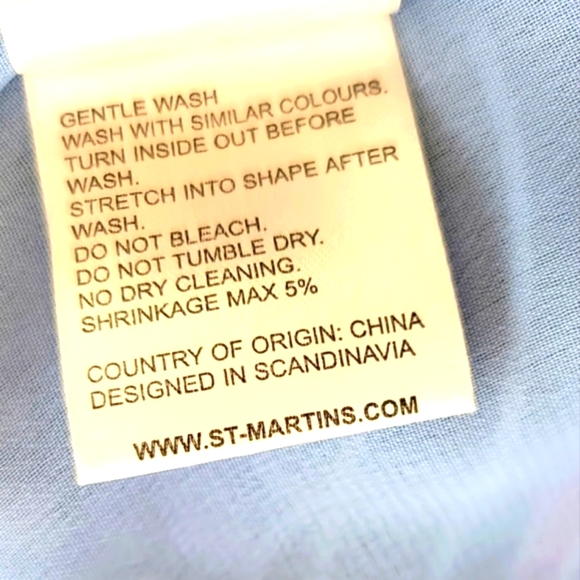 GENTLE WASH
WASH WITH SIMILAR COLOURS.
TURN INSIDE OUT BEFORE
WASH.
STRETCH INTO SHAPE AFTER
WASH.
DO NOT BLEACH.
DO NOT TUMBLE DRY.
NO DRY CLEANING.
SHRINKAGE MAX 5%
COUNTRY OF ORIGIN: CHINA
DESIGNED IN SCANDINAVIA
WWW.ST-MARTINS.COM